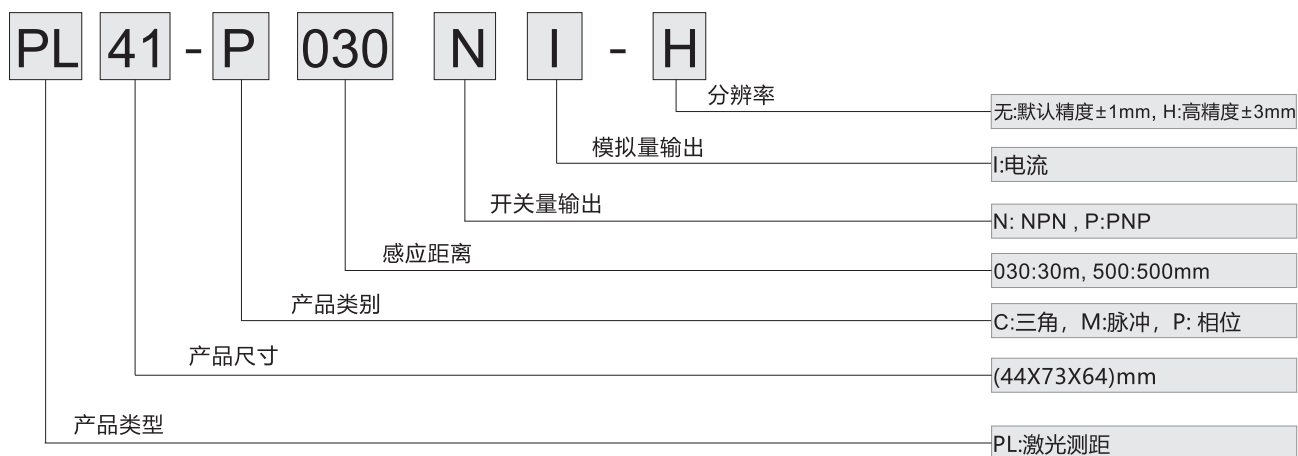 PL 41 - P 030 N I - H
分辨率
无:默认精度±1mm, H:高精度±3mm
模拟量输出
I:电流
开关量输出
N: NPN , P:PNP
感应距离
030:30m, 500:500mm
产品类别
C:三角，M:脉冲，P: 相位
产品尺寸
(44X73X64)mm
产品类型
PL:激光测距